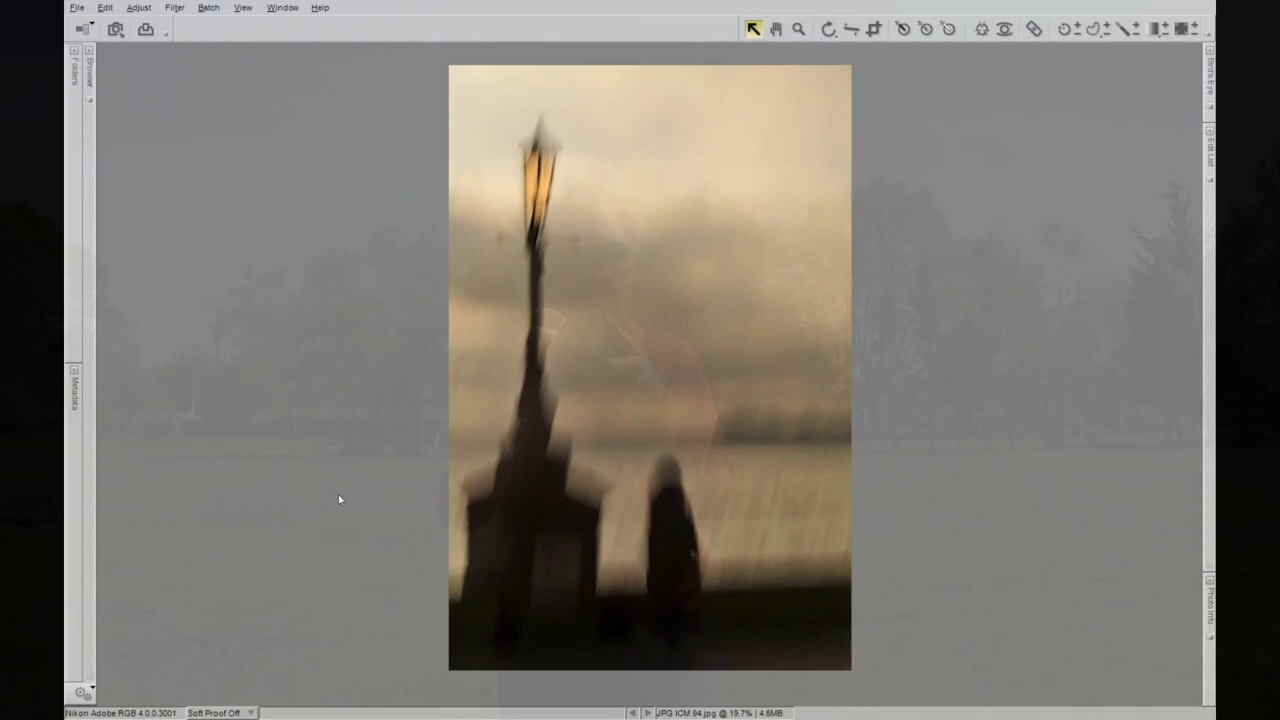 File Edit Adjust Filter Batch View Window Help
Folders
Browser
Metadata
Bird's Eye
Edit List
Photo Info
Nikon Adobe RGB 4.0.0.3001 Soft Proof Off JPG ICM 94.jpg @ 19.7% | 4.6MB